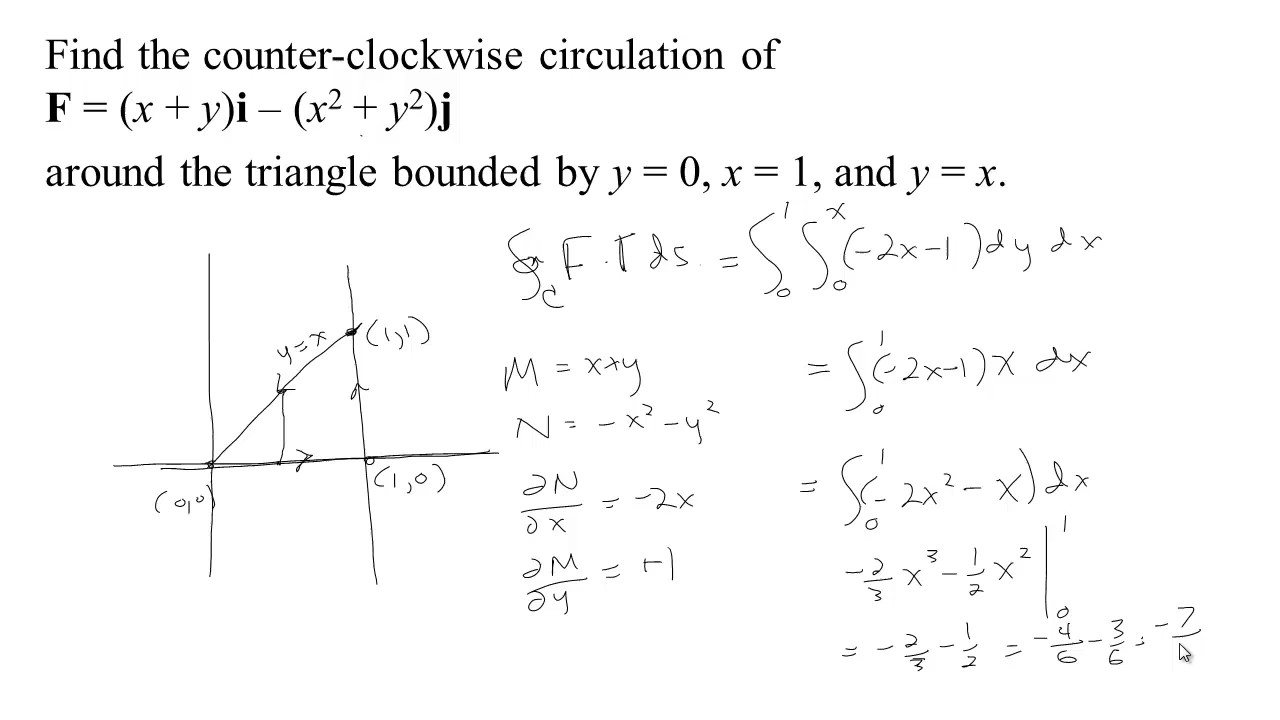 Find the counter-clockwise circulation of
F = (x + y)i – (x² + y²)j
around the triangle bounded by y = 0, x = 1, and y = x.
∮_C F · T ds = ∫₀¹ ∫₀ˣ (-2x-1) dy dx
y=x
(1,1)
(0,0)
(1,0)
M = x+y
N = -x² - y²
∂N/∂x = -2x
∂M/∂y = +1
= ∫₀¹ (-2x-1) x dx
= ∫₀¹ (-2x² - x) dx
-2/3 x³ - 1/2 x² |₀¹
= -2/3 - 1/2 = -4/6 - 3/6 = -7/